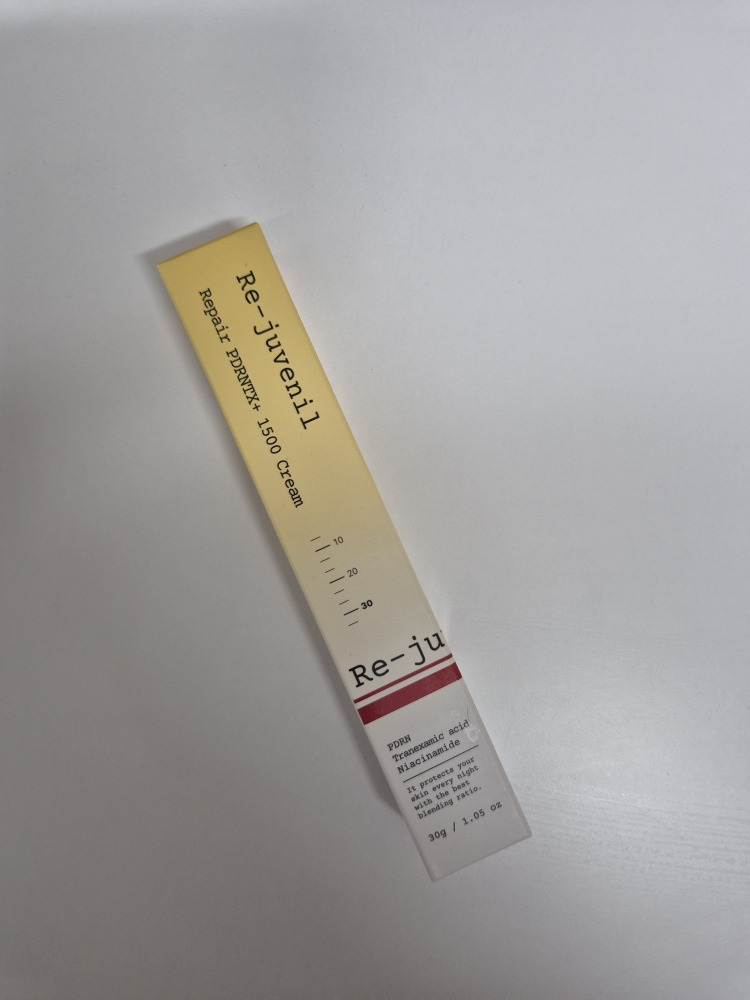 Re-juvenil
Repair PDRNTX+ 1500 Cream
10
20
30
Re-ju
PDRN
Tranexamic acid
Niacinamide
It protects your
skin every night
with the best
blending ratio.
30g / 1.05 oz